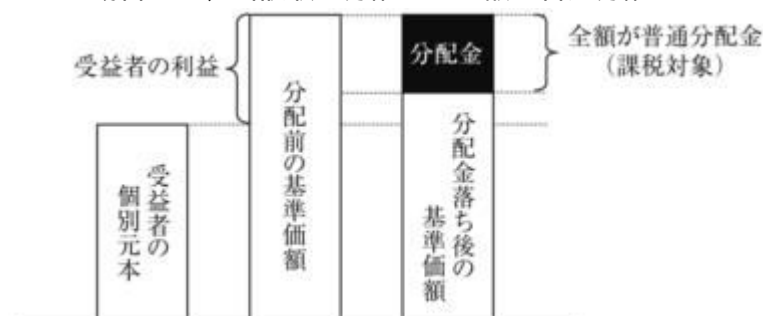 受益者の利益
分配金
全額が普通分配金
（課税対象）
受益者の
個別元本
分配前の基準価額
分配金落ち後の
基準価額